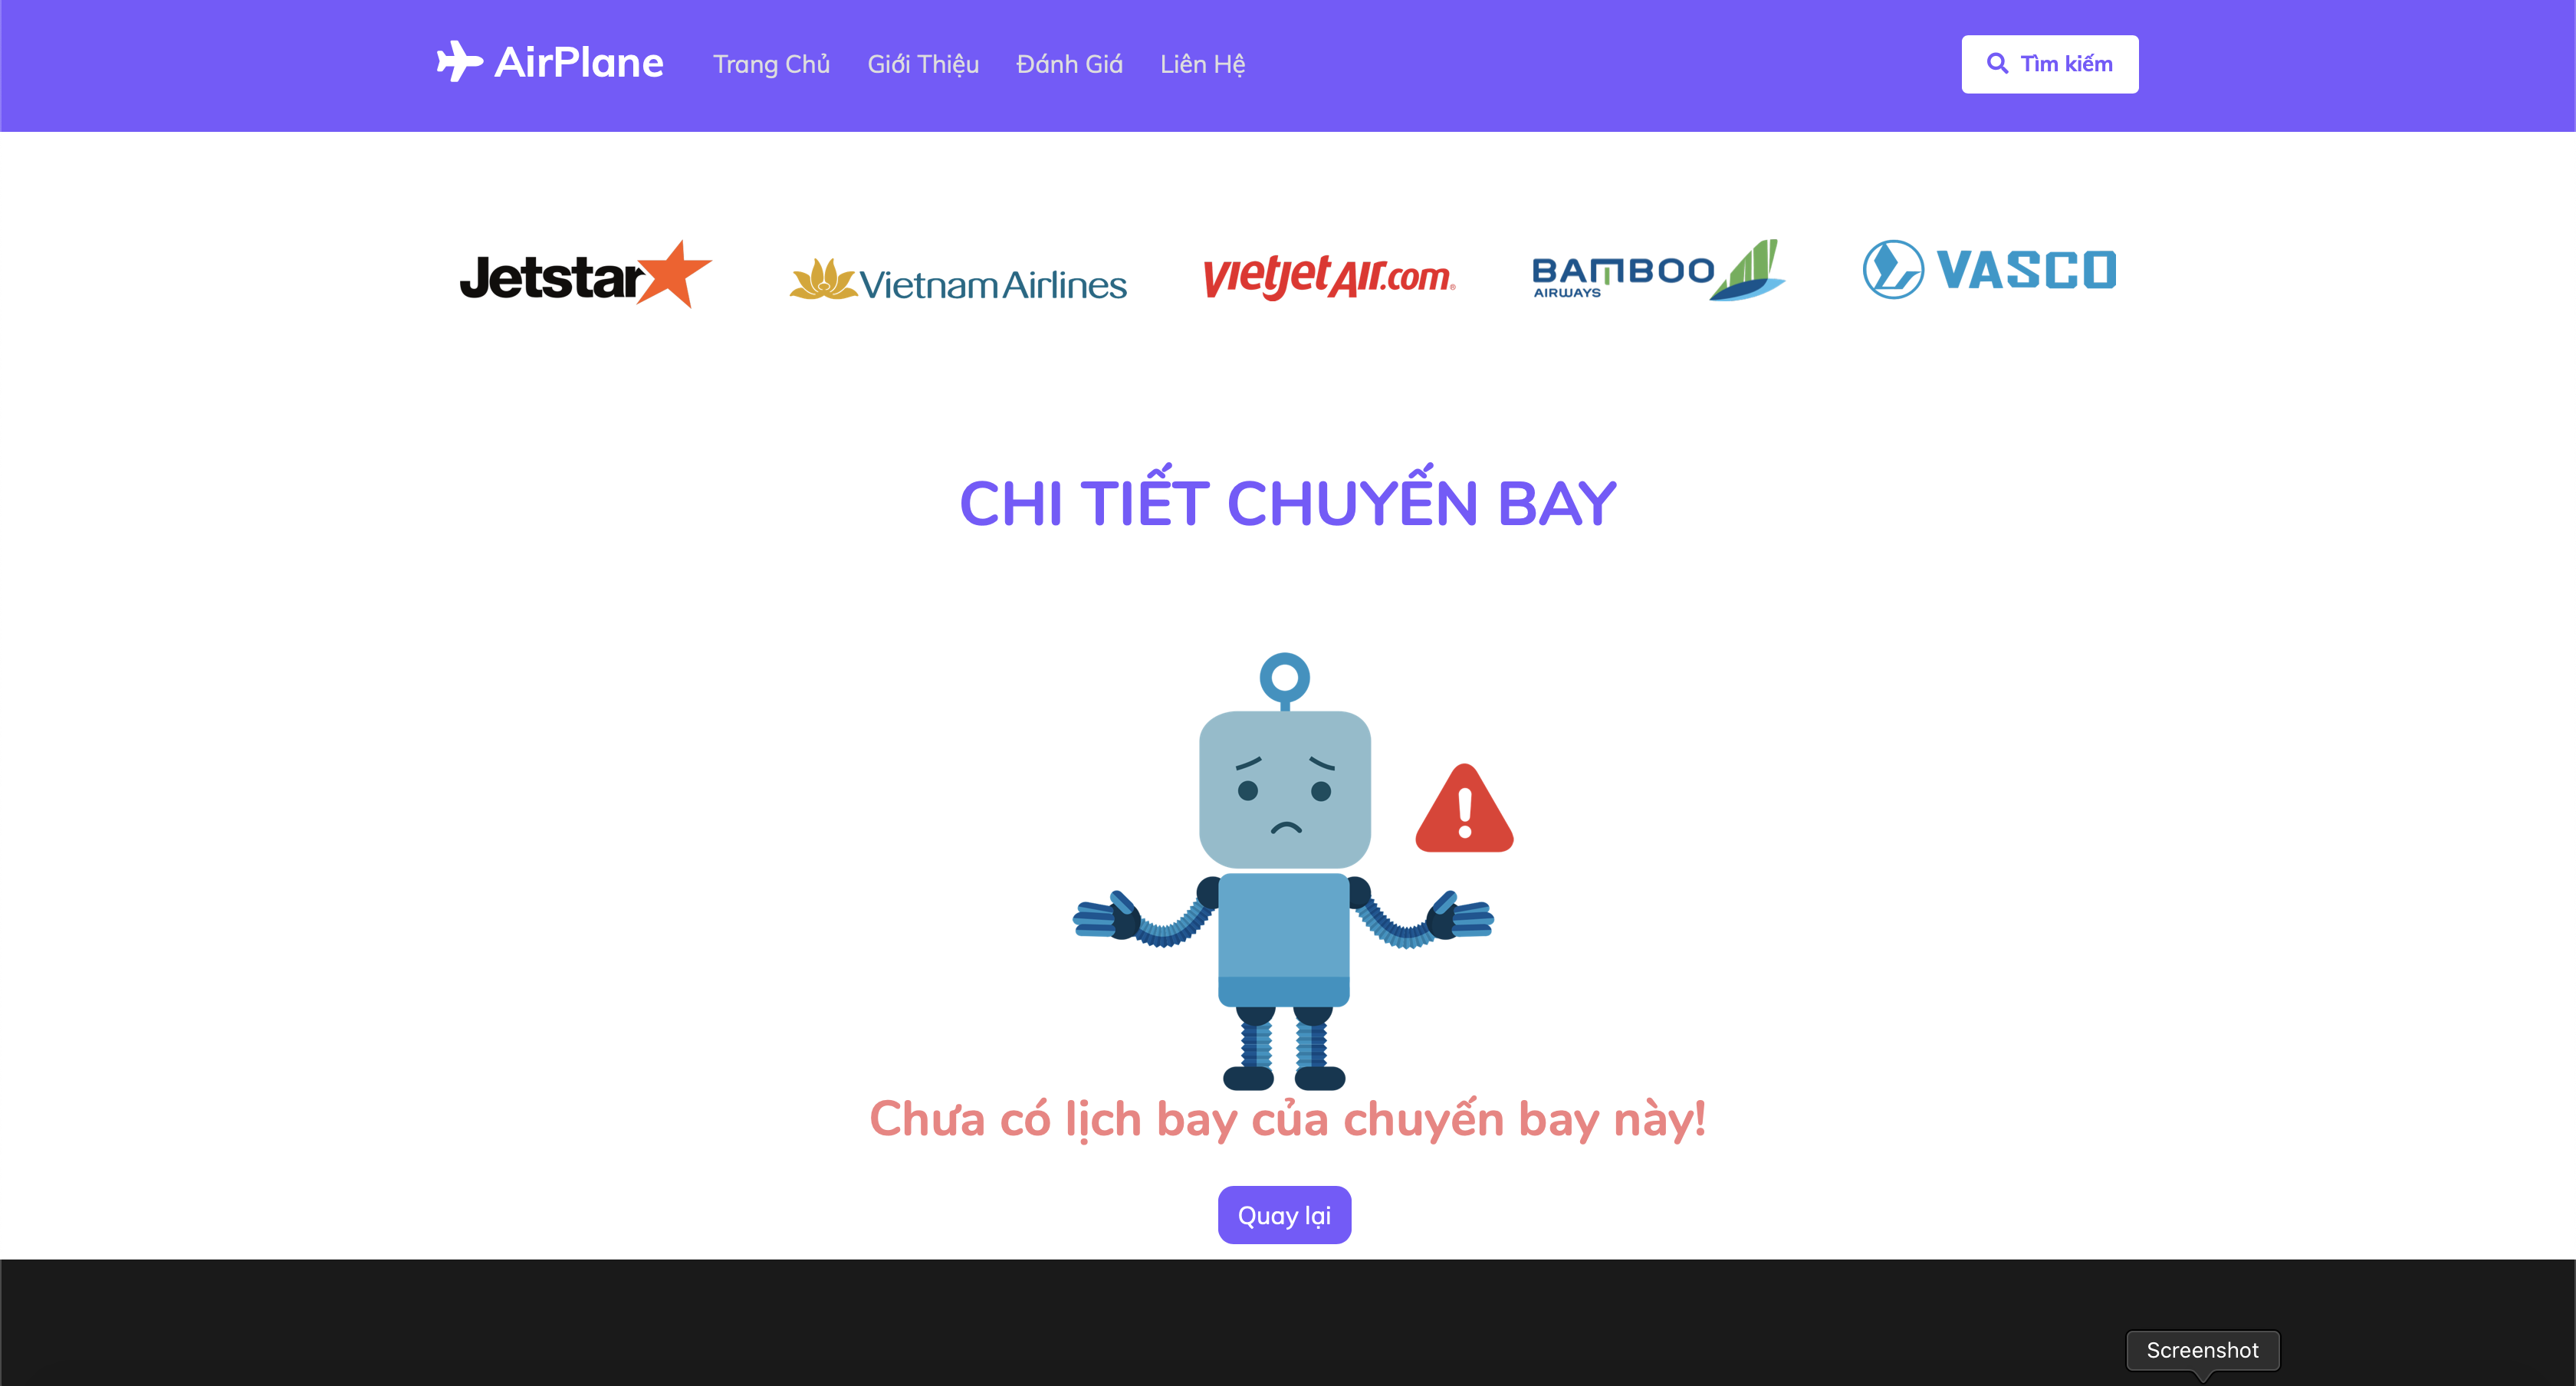 AirPlane Trang Chủ Giới Thiệu Đánh Giá Liên Hệ Tìm kiếm
Jetstar Vietnam Airlines vietjetAir.com® BAMBOO AIRWAYS VASCO
CHI TIẾT CHUYẾN BAY
Chưa có lịch bay của chuyến bay này!
Quay lại
Screenshot